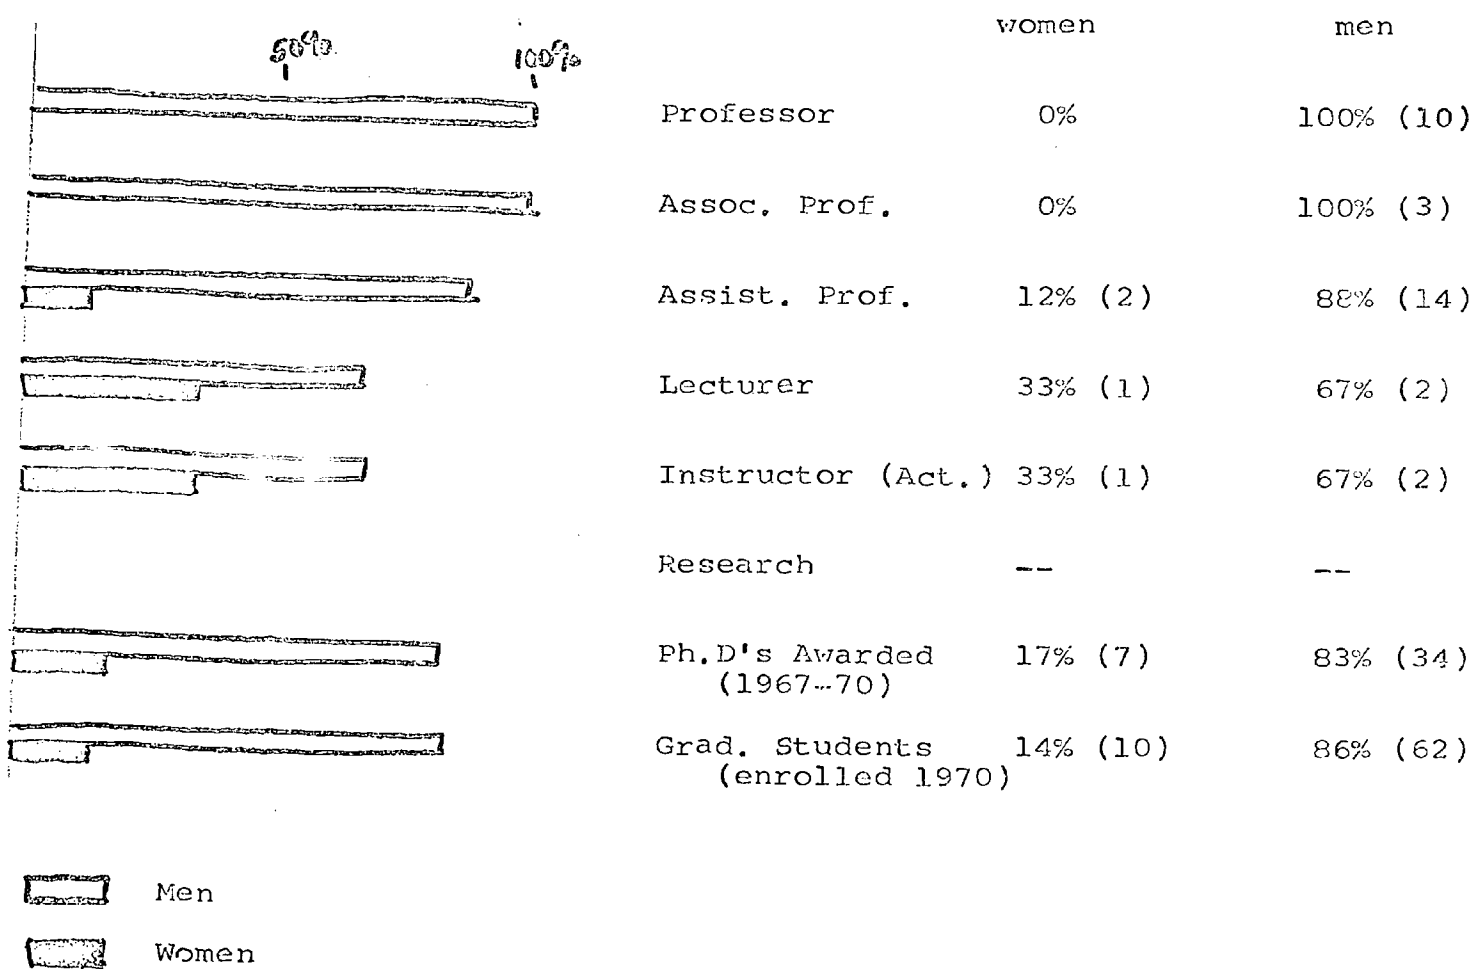 women men
50%
100%
Professor 0% 100% (10)
Assoc. Prof. 0% 100% (3)
Assist. Prof. 12% (2) 88% (14)
Lecturer 33% (1) 67% (2)
Instructor (Act.) 33% (1) 67% (2)
Research -- --
Ph.D's Awarded 17% (7) 83% (34)
(1967--70)
Grad. Students 14% (10) 86% (62)
(enrolled 1970)
Men
Women